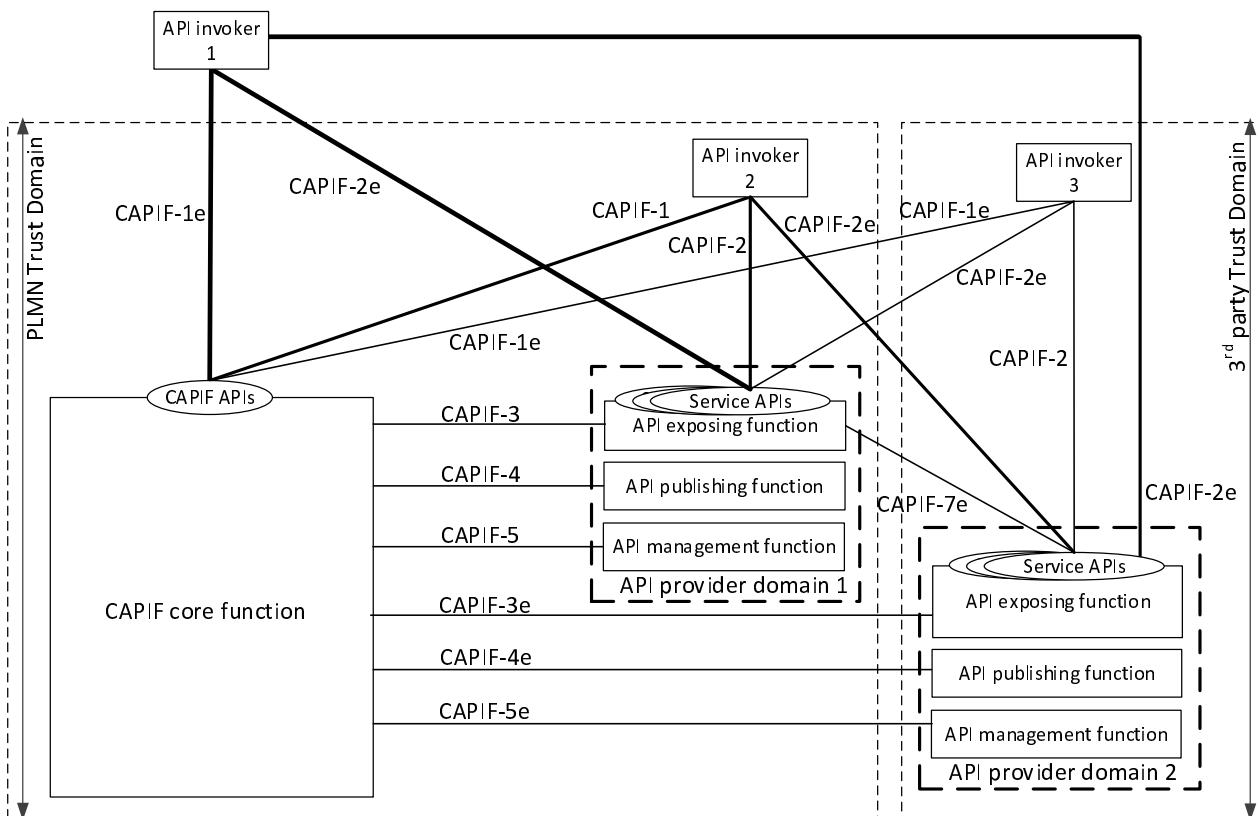 API invoker
1
PLMN Trust Domain
3rd party Trust Domain
API invoker
2
API invoker
3
CAPIF-2e
CAPIF-1e
CAPIF-1
CAPIF-2e
CAPIF-1e
CAPIF-2
CAPIF-2e
CAPIF-1e
CAPIF-2
CAPIF APIs
Service APIs
API exposing function
CAPIF-3
CAPIF-4
API publishing function
CAPIF-7e
CAPIF-2e
CAPIF-5
API management function
API provider domain 1
Service APIs
CAPIF core function
CAPIF-3e
API exposing function
CAPIF-4e
API publishing function
CAPIF-5e
API management function
API provider domain 2